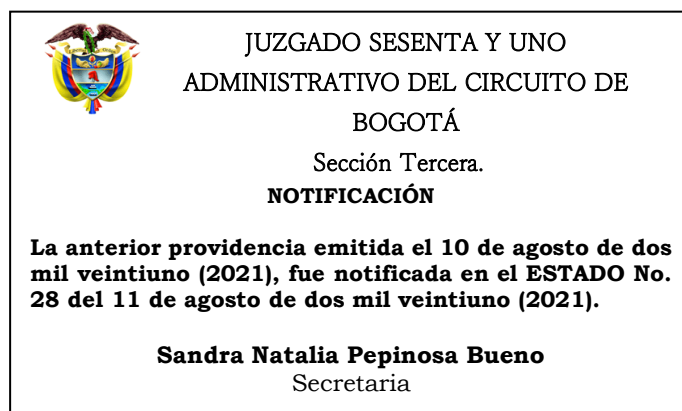 JUZGADO SESENTA Y UNO
ADMINISTRATIVO DEL CIRCUITO DE
BOGOTÁ
Sección Tercera.
NOTIFICACIÓN
La anterior providencia emitida el 10 de agosto de dos
mil veintiuno (2021), fue notificada en el ESTADO No.
28 del 11 de agosto de dos mil veintiuno (2021).
Sandra Natalia Pepinosa Bueno
Secretaria